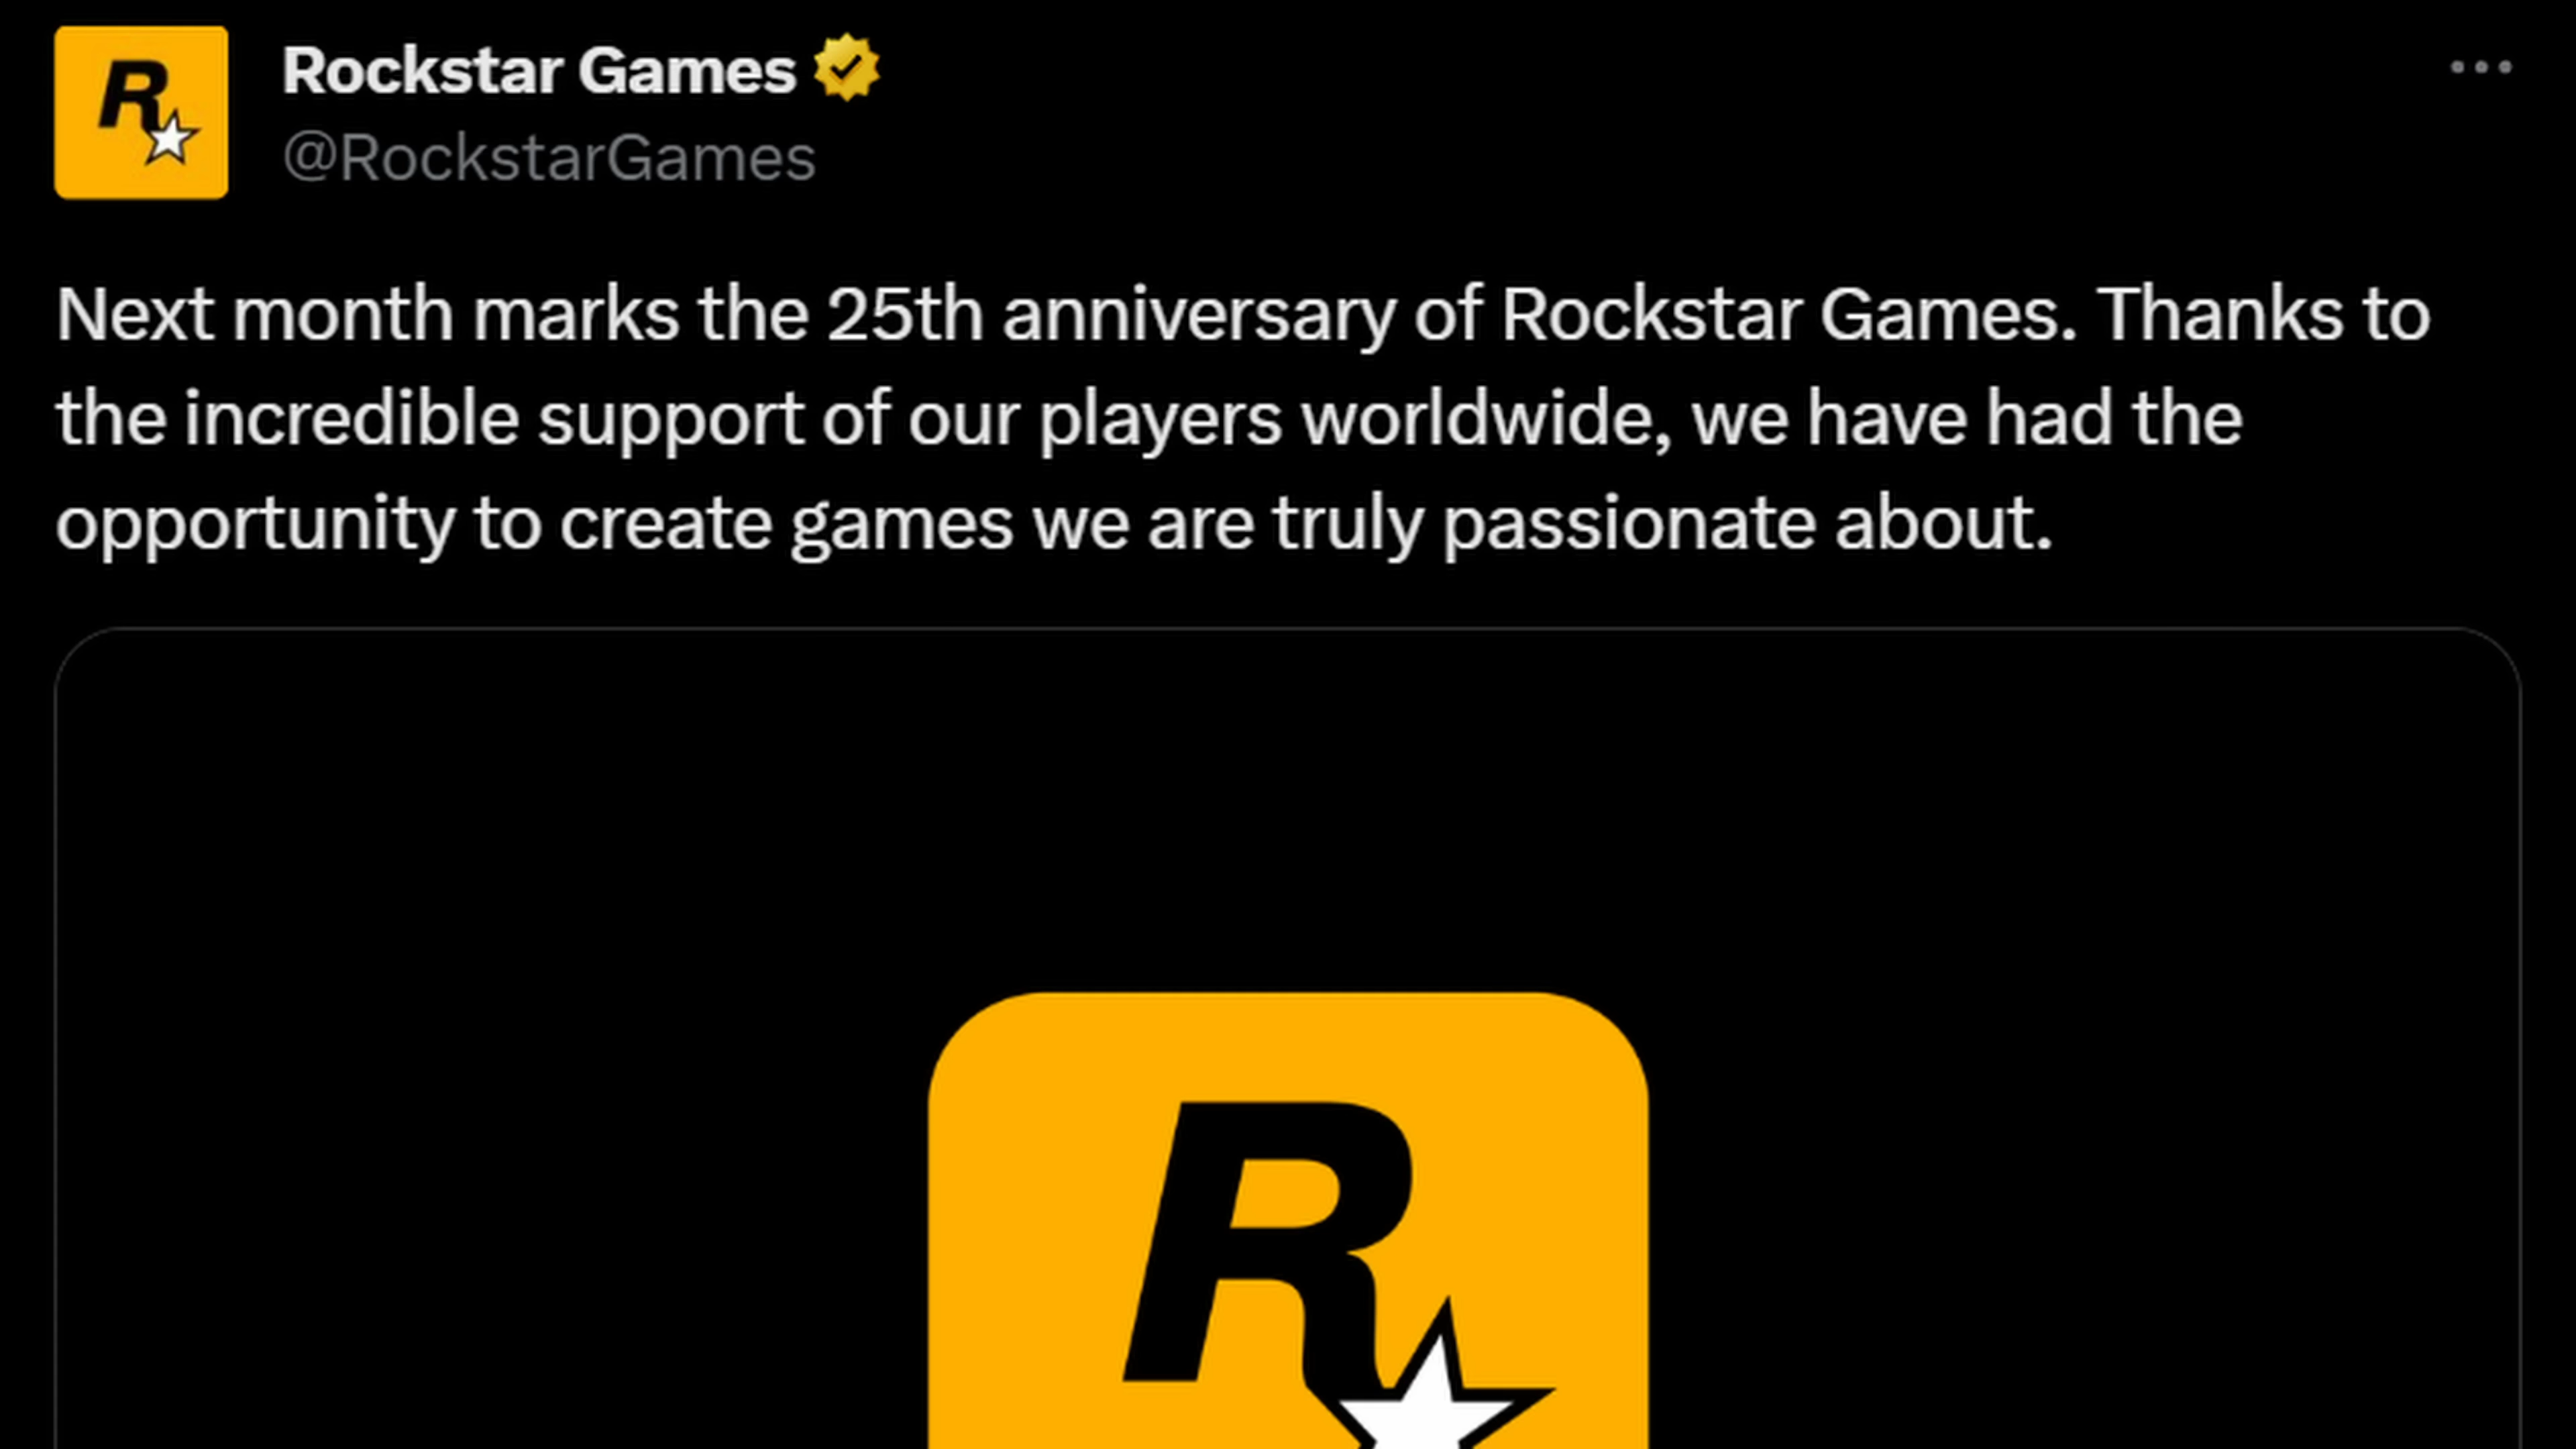 Rockstar Games
@RockstarGames
Next month marks the 25th anniversary of Rockstar Games. Thanks to
the incredible support of our players worldwide, we have had the
opportunity to create games we are truly passionate about.
R
R